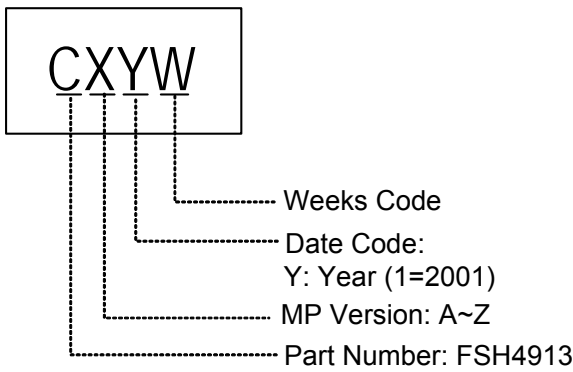 CXYW
Weeks Code
Date Code:
Y: Year (1=2001)
MP Version: A~Z
Part Number: FSH4913